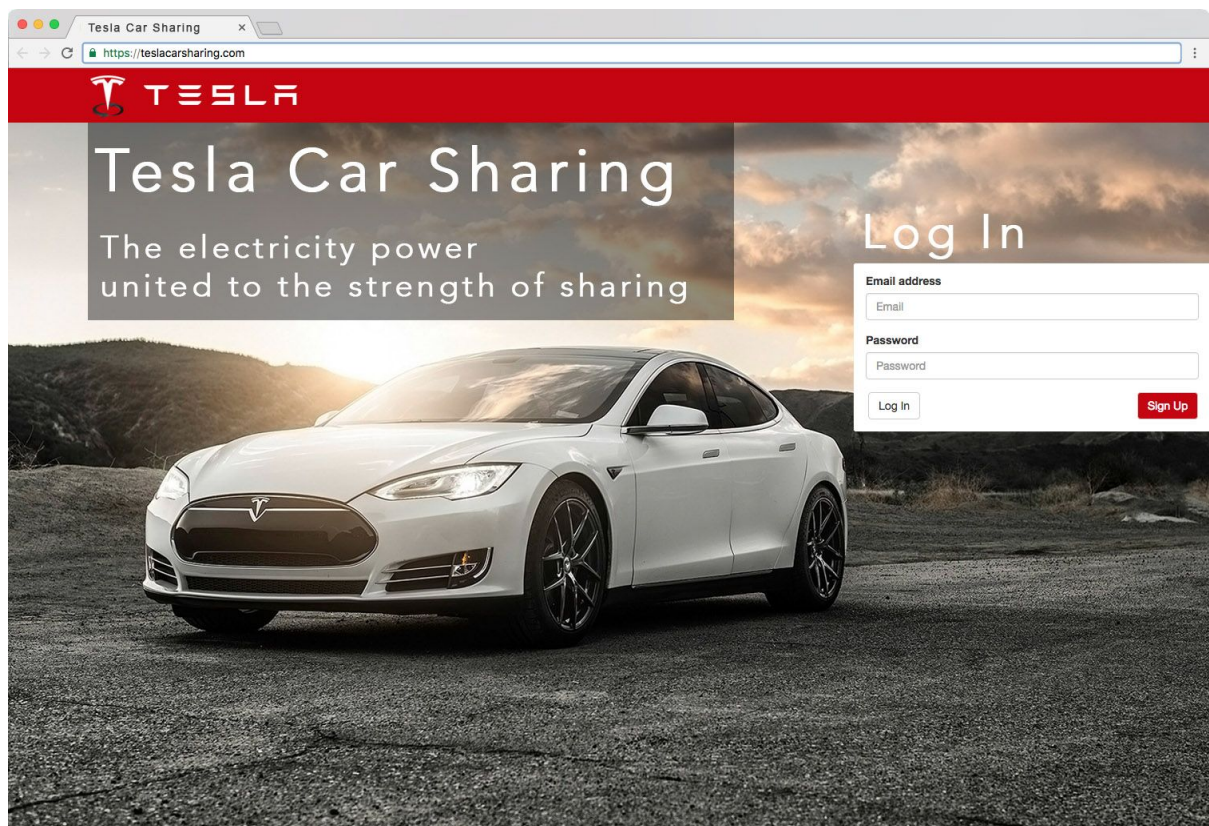 Tesla Car Sharing
https://teslacarsharing.com
TESLA
Tesla Car Sharing
The electricity power
united to the strength of sharing
Log In
Email address
Email
Password
Password
Log In
Sign Up